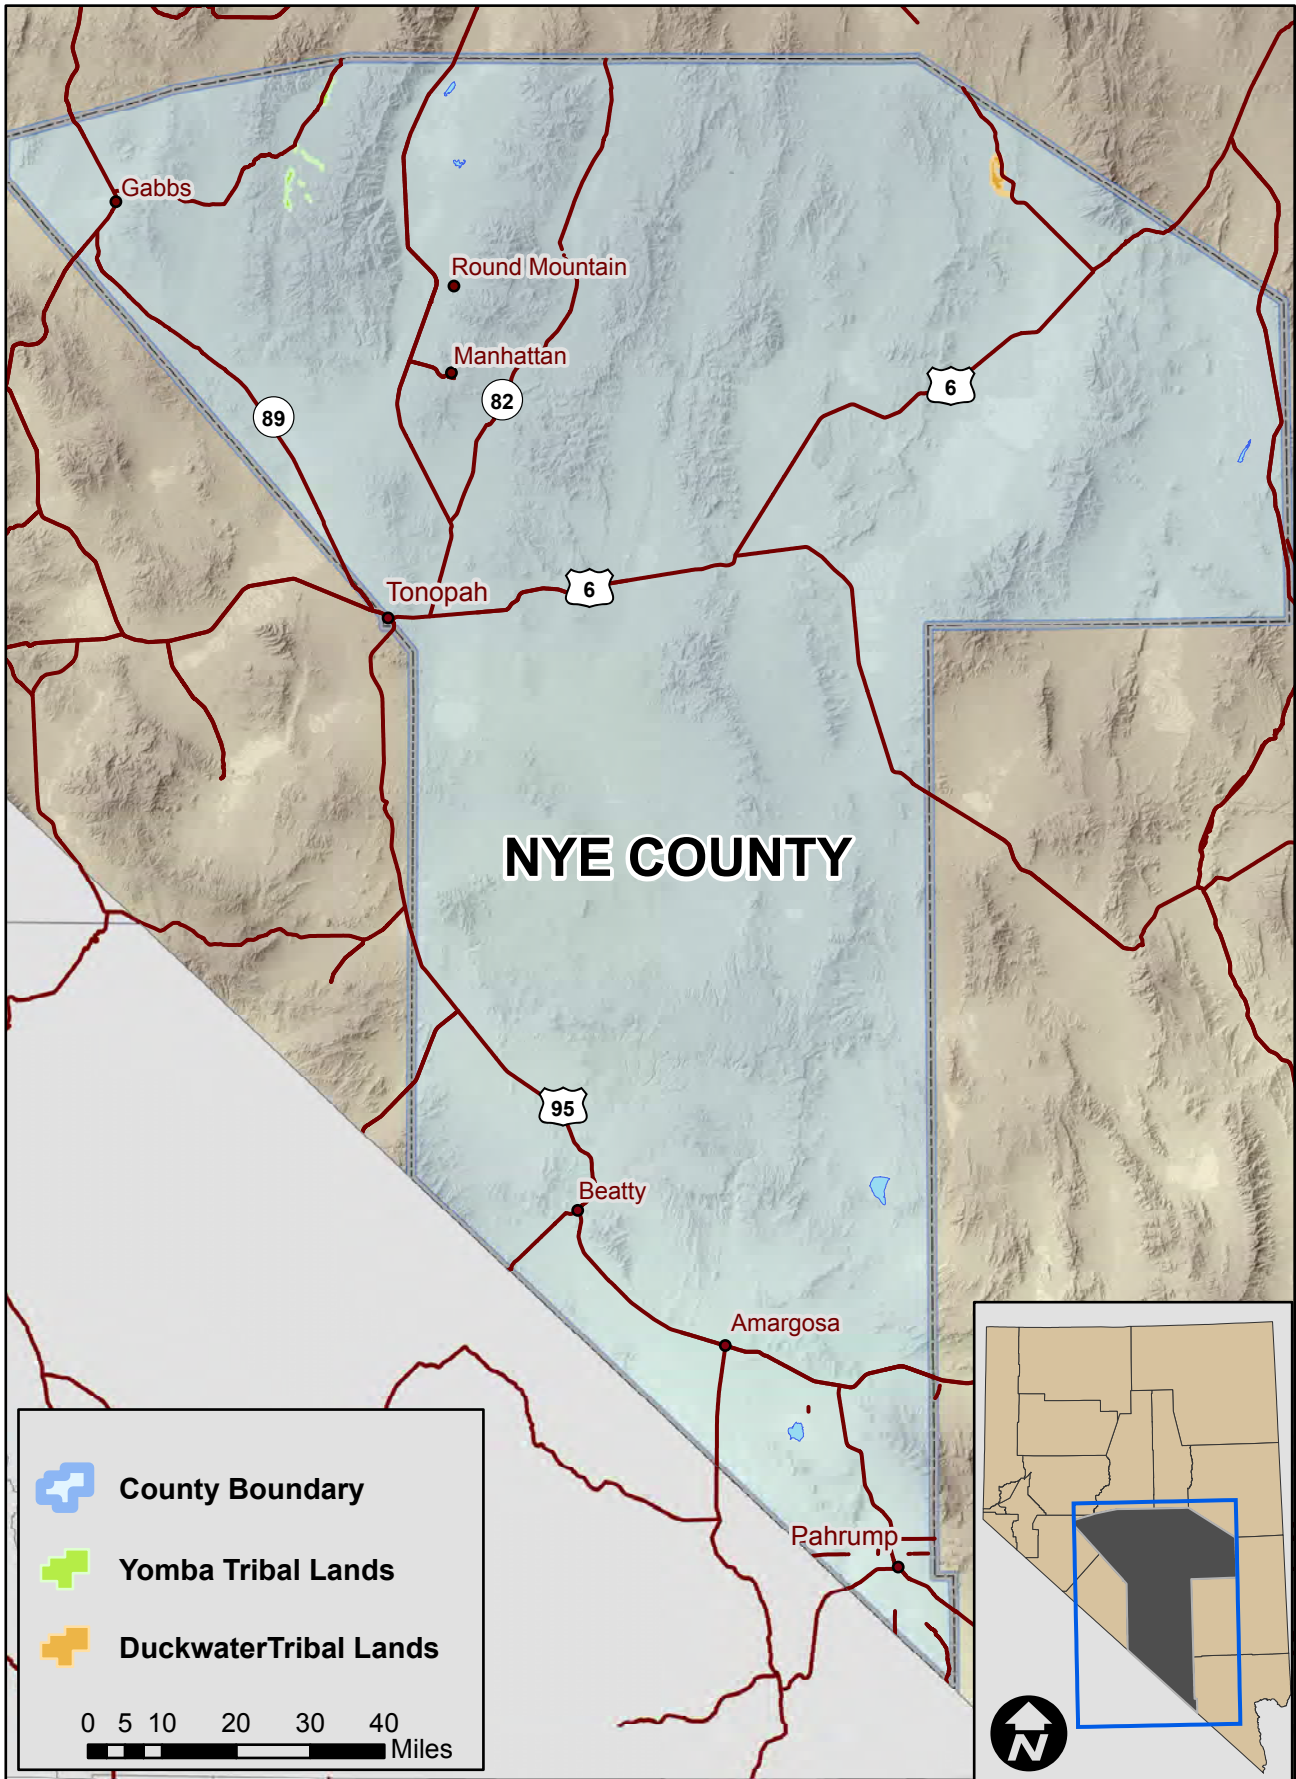 Gabbs
Round Mountain
Manhattan
82
6
89
Tonopah
6
NYE COUNTY
95
Beatty
Amargosa
Pahrump
County Boundary
Yomba Tribal Lands
DuckwaterTribal Lands
0 5 10 20 30 40
Miles
N